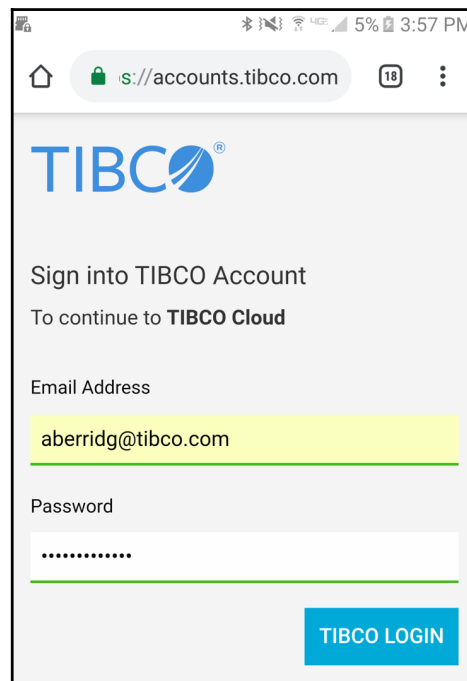 4GE 5% 3:57 PM
s://accounts.tibco.com 18
TIBCO®
Sign into TIBCO Account
To continue to TIBCO Cloud
Email Address
aberridg@tibco.com
Password
•••••••••••••
TIBCO LOGIN